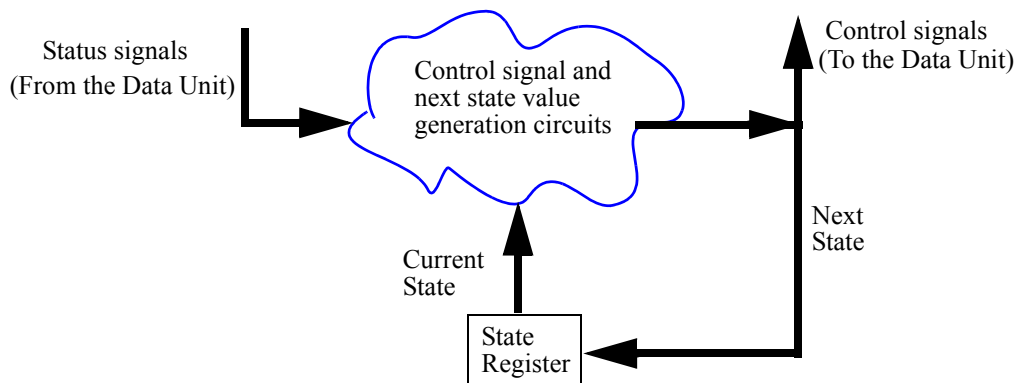 Status signals
(From the Data Unit)
Control signal and
next state value
generation circuits
Control signals
(To the Data Unit)
Next
State
Current
State
State
Register